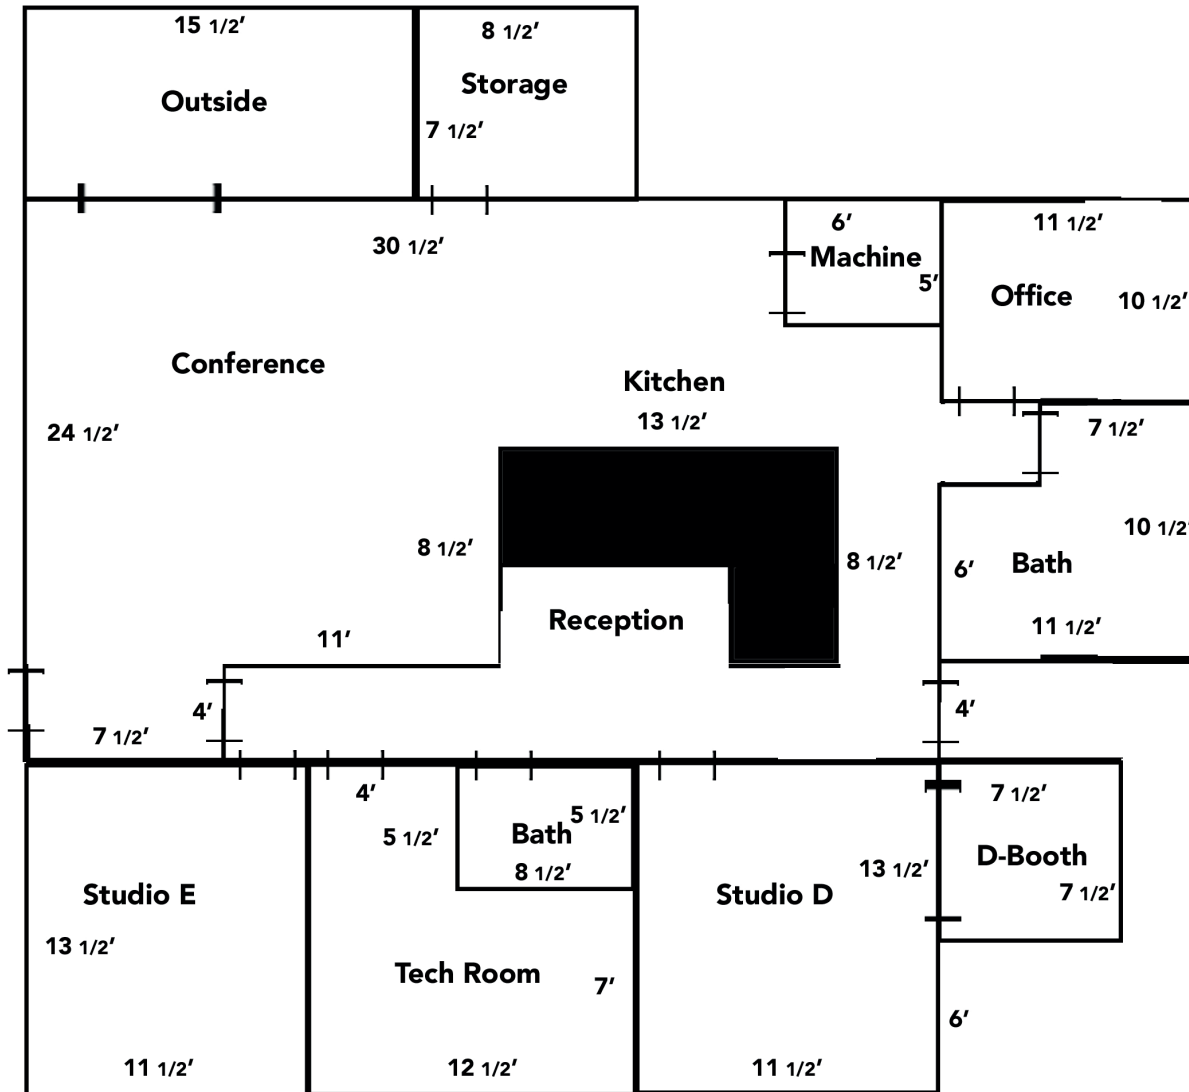 15 1/2’
8 1/2’
Outside
Storage
7 1/2’
6’
11 1/2’
30 1/2’
Machine
5’
Office
10 1/2’
Conference
Kitchen
13 1/2’
24 1/2’
7 1/2’
8 1/2’
8 1/2’
6’
Bath
10 1/2’
Reception
11’
11 1/2’
4’
4’
7 1/2’
4’
5 1/2’
5 1/2’
Bath
8 1/2’
7 1/2’
D-Booth
7 1/2’
13 1/2’
Studio E
Studio D
13 1/2’
Tech Room
7’
6’
11 1/2’
12 1/2’
11 1/2’